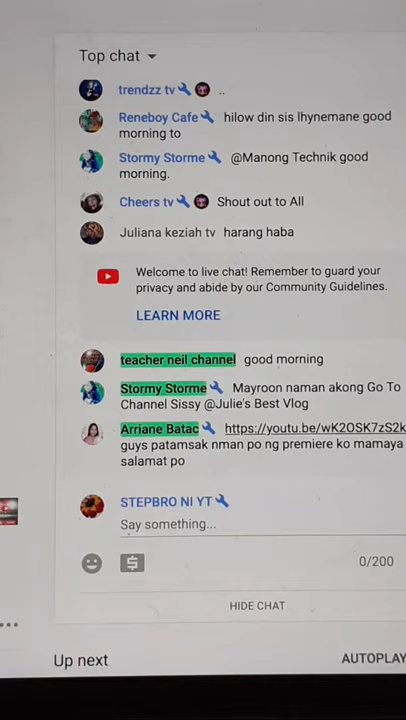 Top chat
trendzz tv ..
Reneboy Cafe hilow din sis lhynemane good
morning to
Stormy Storme @Manong Technik good
morning.
Cheers tv Shout out to All
Juliana keziah tv harang haba
Welcome to live chat! Remember to guard your
privacy and abide by our Community Guidelines.
LEARN MORE
teacher neil channel good morning
Stormy Storme Mayroon naman akong Go To
Channel Sissy @Julie's Best Vlog
Arriane Batac https://youtu.be/wK2OSK7zS2k
guys patamsak nman po ng premiere ko mamaya
salamat po
STEPBRO NI YT
Say something...
0/200
HIDE CHAT
Up next AUTOPLAY